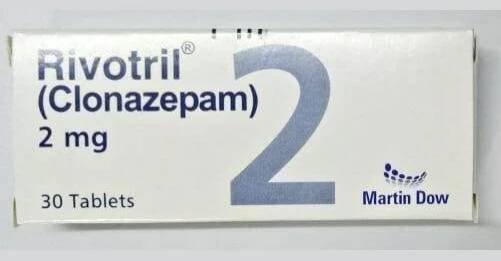 Rivotril®
(Clonazepam)
2 mg
2
30 Tablets
Martin Dow